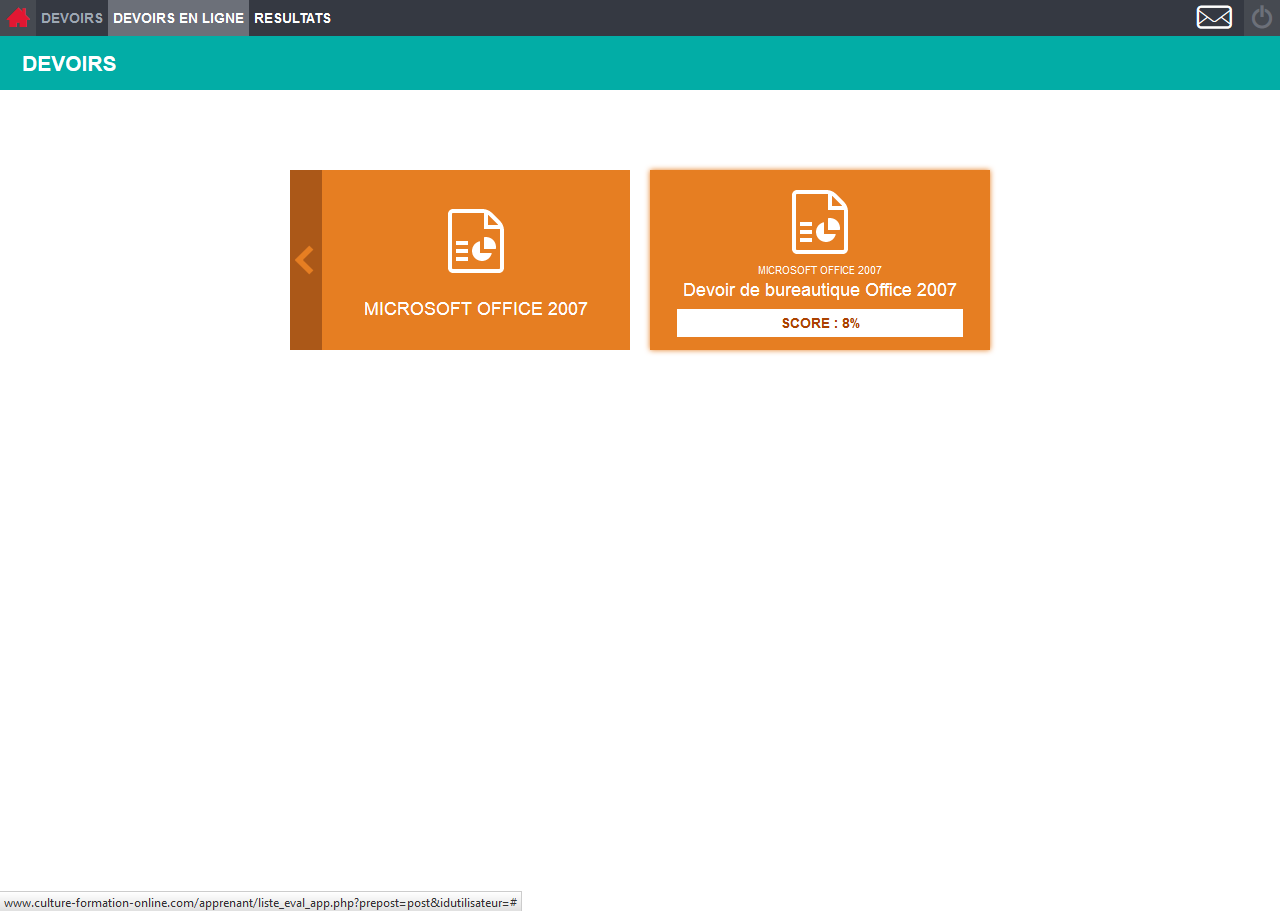 DEVOIRS DEVOIRS EN LIGNE RESULTATS
DEVOIRS
MICROSOFT OFFICE 2007
MICROSOFT OFFICE 2007
Devoir de bureautique Office 2007
SCORE : 8%
www.culture-formation-online.com/apprenant/liste_eval_app.php?prepost=post&idutilisateur=#